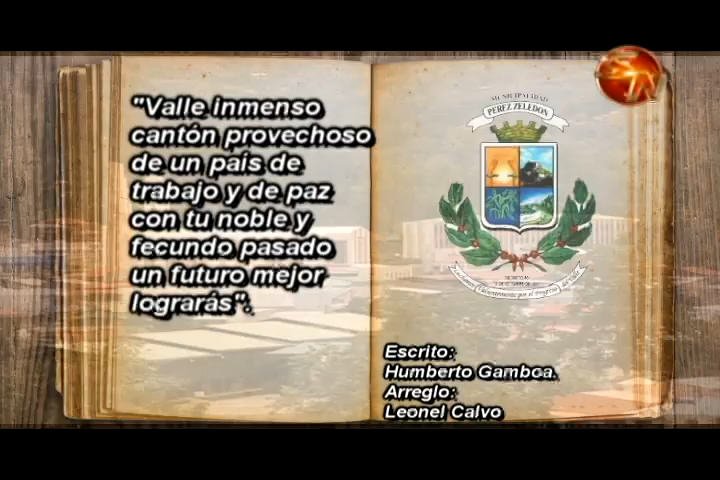 "Valle inmenso
cantón provechoso
de un país de
trabajo y de paz
con tu noble y
fecundo pasado
un futuro mejor
lograrás".
MUNICIPALIDAD
PEREZ ZELEDON
Escrito:
Humberto Gamboa.
Arreglo:
Leonel Calvo